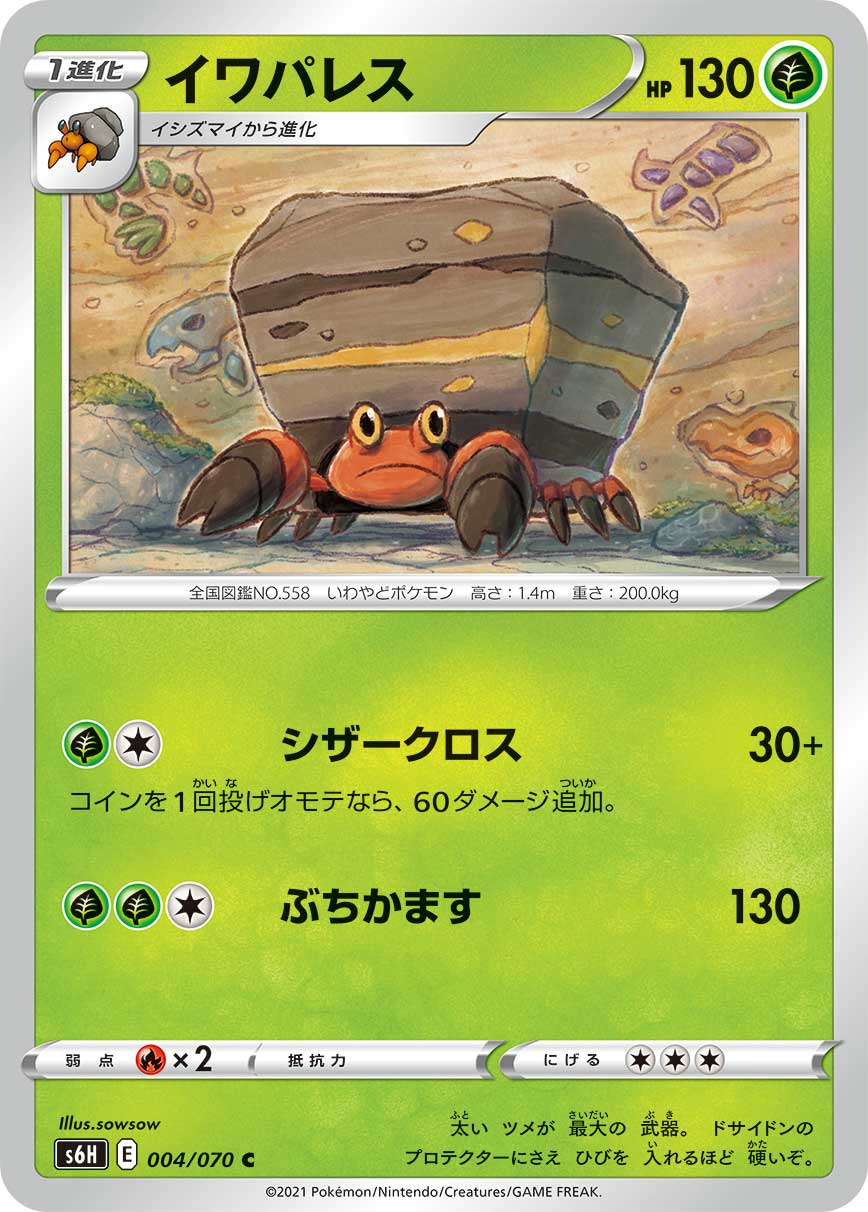 1進化
イワパレス
HP 130
イシズマイから進化
全国図鑑NO.558 いわやどポケモン 高さ：1.4m 重さ：200.0kg
シザークロス 30+
コインを1回投げオモテなら、60ダメージ追加。
ぶちかます 130
弱点 ×2 抵抗力 にげる
Illus.sowsow
太い ツメが 最大の 武器。 ドサイドンの
プロテクターにさえ ひびを 入れるほど 硬いぞ。
s6H E 004/070 C
©2021 Pokémon/Nintendo/Creatures/GAME FREAK.